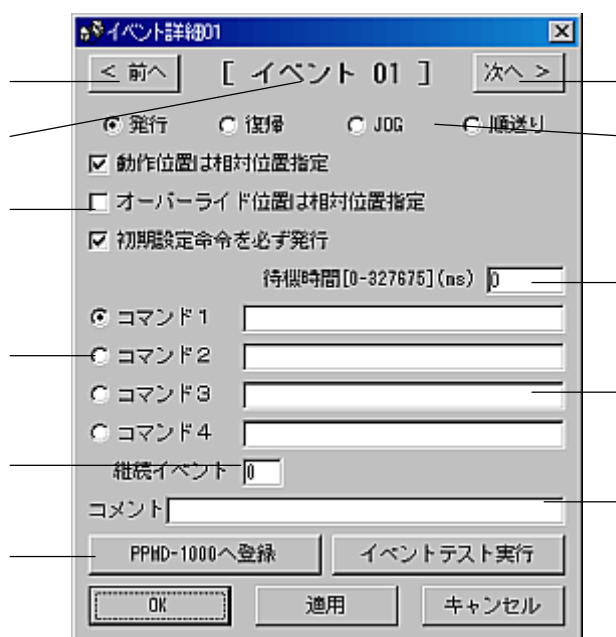 イベント詳細01
< 前へ [ イベント 01 ] 次へ >
発行 復帰 JOG 順送り
動作位置は相対位置指定
オーバーライド位置は相対位置指定
初期設定命令を必ず発行
待機時間[0-327675](ms) 0
コマンド1
コマンド2
コマンド3
コマンド4
継続イベント 0
コメント
PPMD-1000へ登録 イベントテスト実行
OK 適用 キャンセル